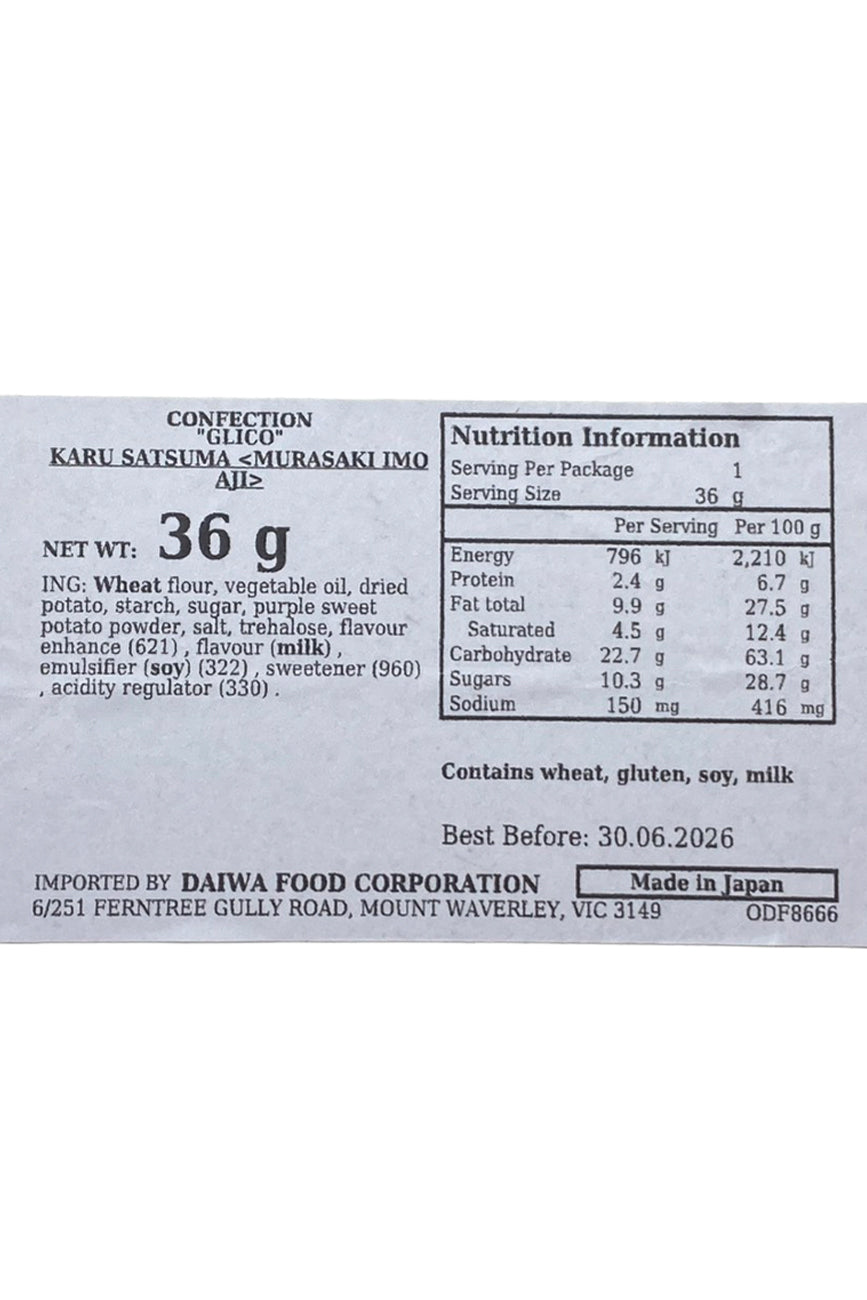 CONFECTION
"GLICO"
KARU SATSUMA <MURASAKI IMO
AJI>
NET WT: 36 g
ING: Wheat flour, vegetable oil, dried
potato, starch, sugar, purple sweet
potato powder, salt, trehalose, flavour
enhance (621) , flavour (milk) ,
emulsifier (soy) (322) , sweetener (960)
, acidity regulator (330) .
Nutrition Information
Serving Per Package 1
Serving Size 36 g
Per Serving Per 100 g
Energy 796 kJ 2,210 kJ
Protein 2.4 g 6.7 g
Fat total 9.9 g 27.5 g
Saturated 4.5 g 12.4 g
Carbohydrate 22.7 g 63.1 g
Sugars 10.3 g 28.7 g
Sodium 150 mg 416 mg
Contains wheat, gluten, soy, milk
Best Before: 30.06.2026
IMPORTED BY DAIWA FOOD CORPORATION
Made in Japan
6/251 FERNTREE GULLY ROAD, MOUNT WAVERLEY, VIC 3149
ODF8666